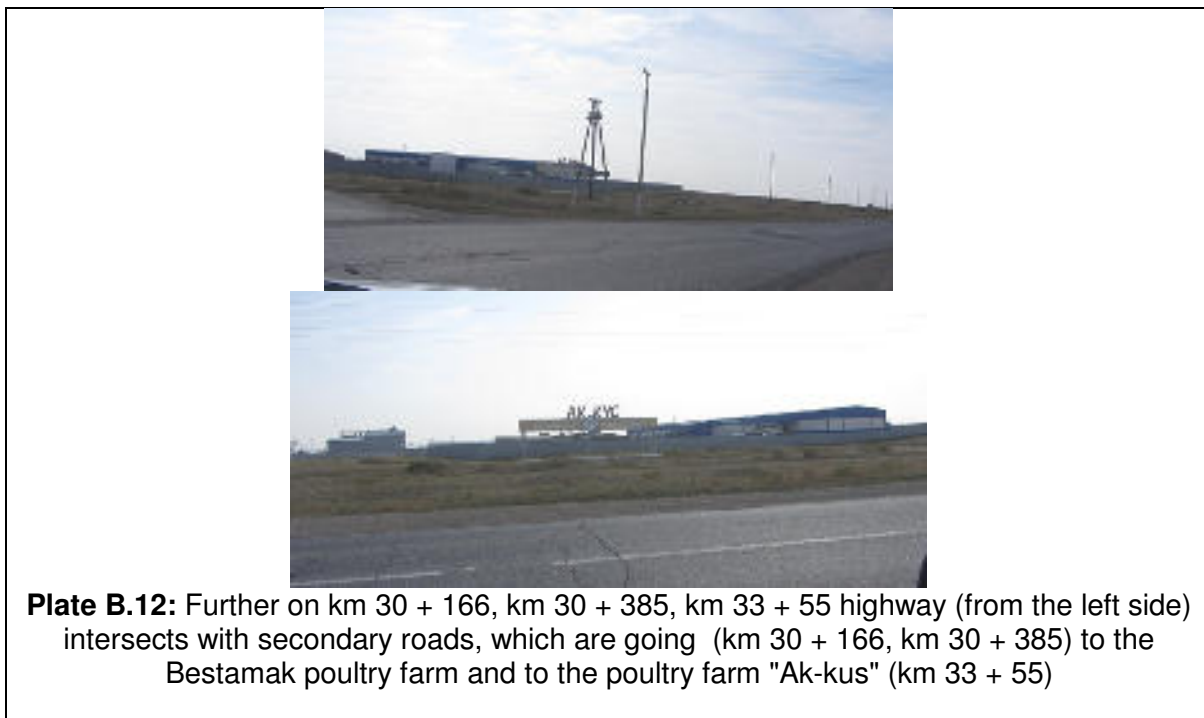 АК-КУС
Plate B.12: Further on km 30 + 166, km 30 + 385, km 33 + 55 highway (from the left side)
intersects with secondary roads, which are going (km 30 + 166, km 30 + 385) to the
Bestamak poultry farm and to the poultry farm "Ak-kus" (km 33 + 55)